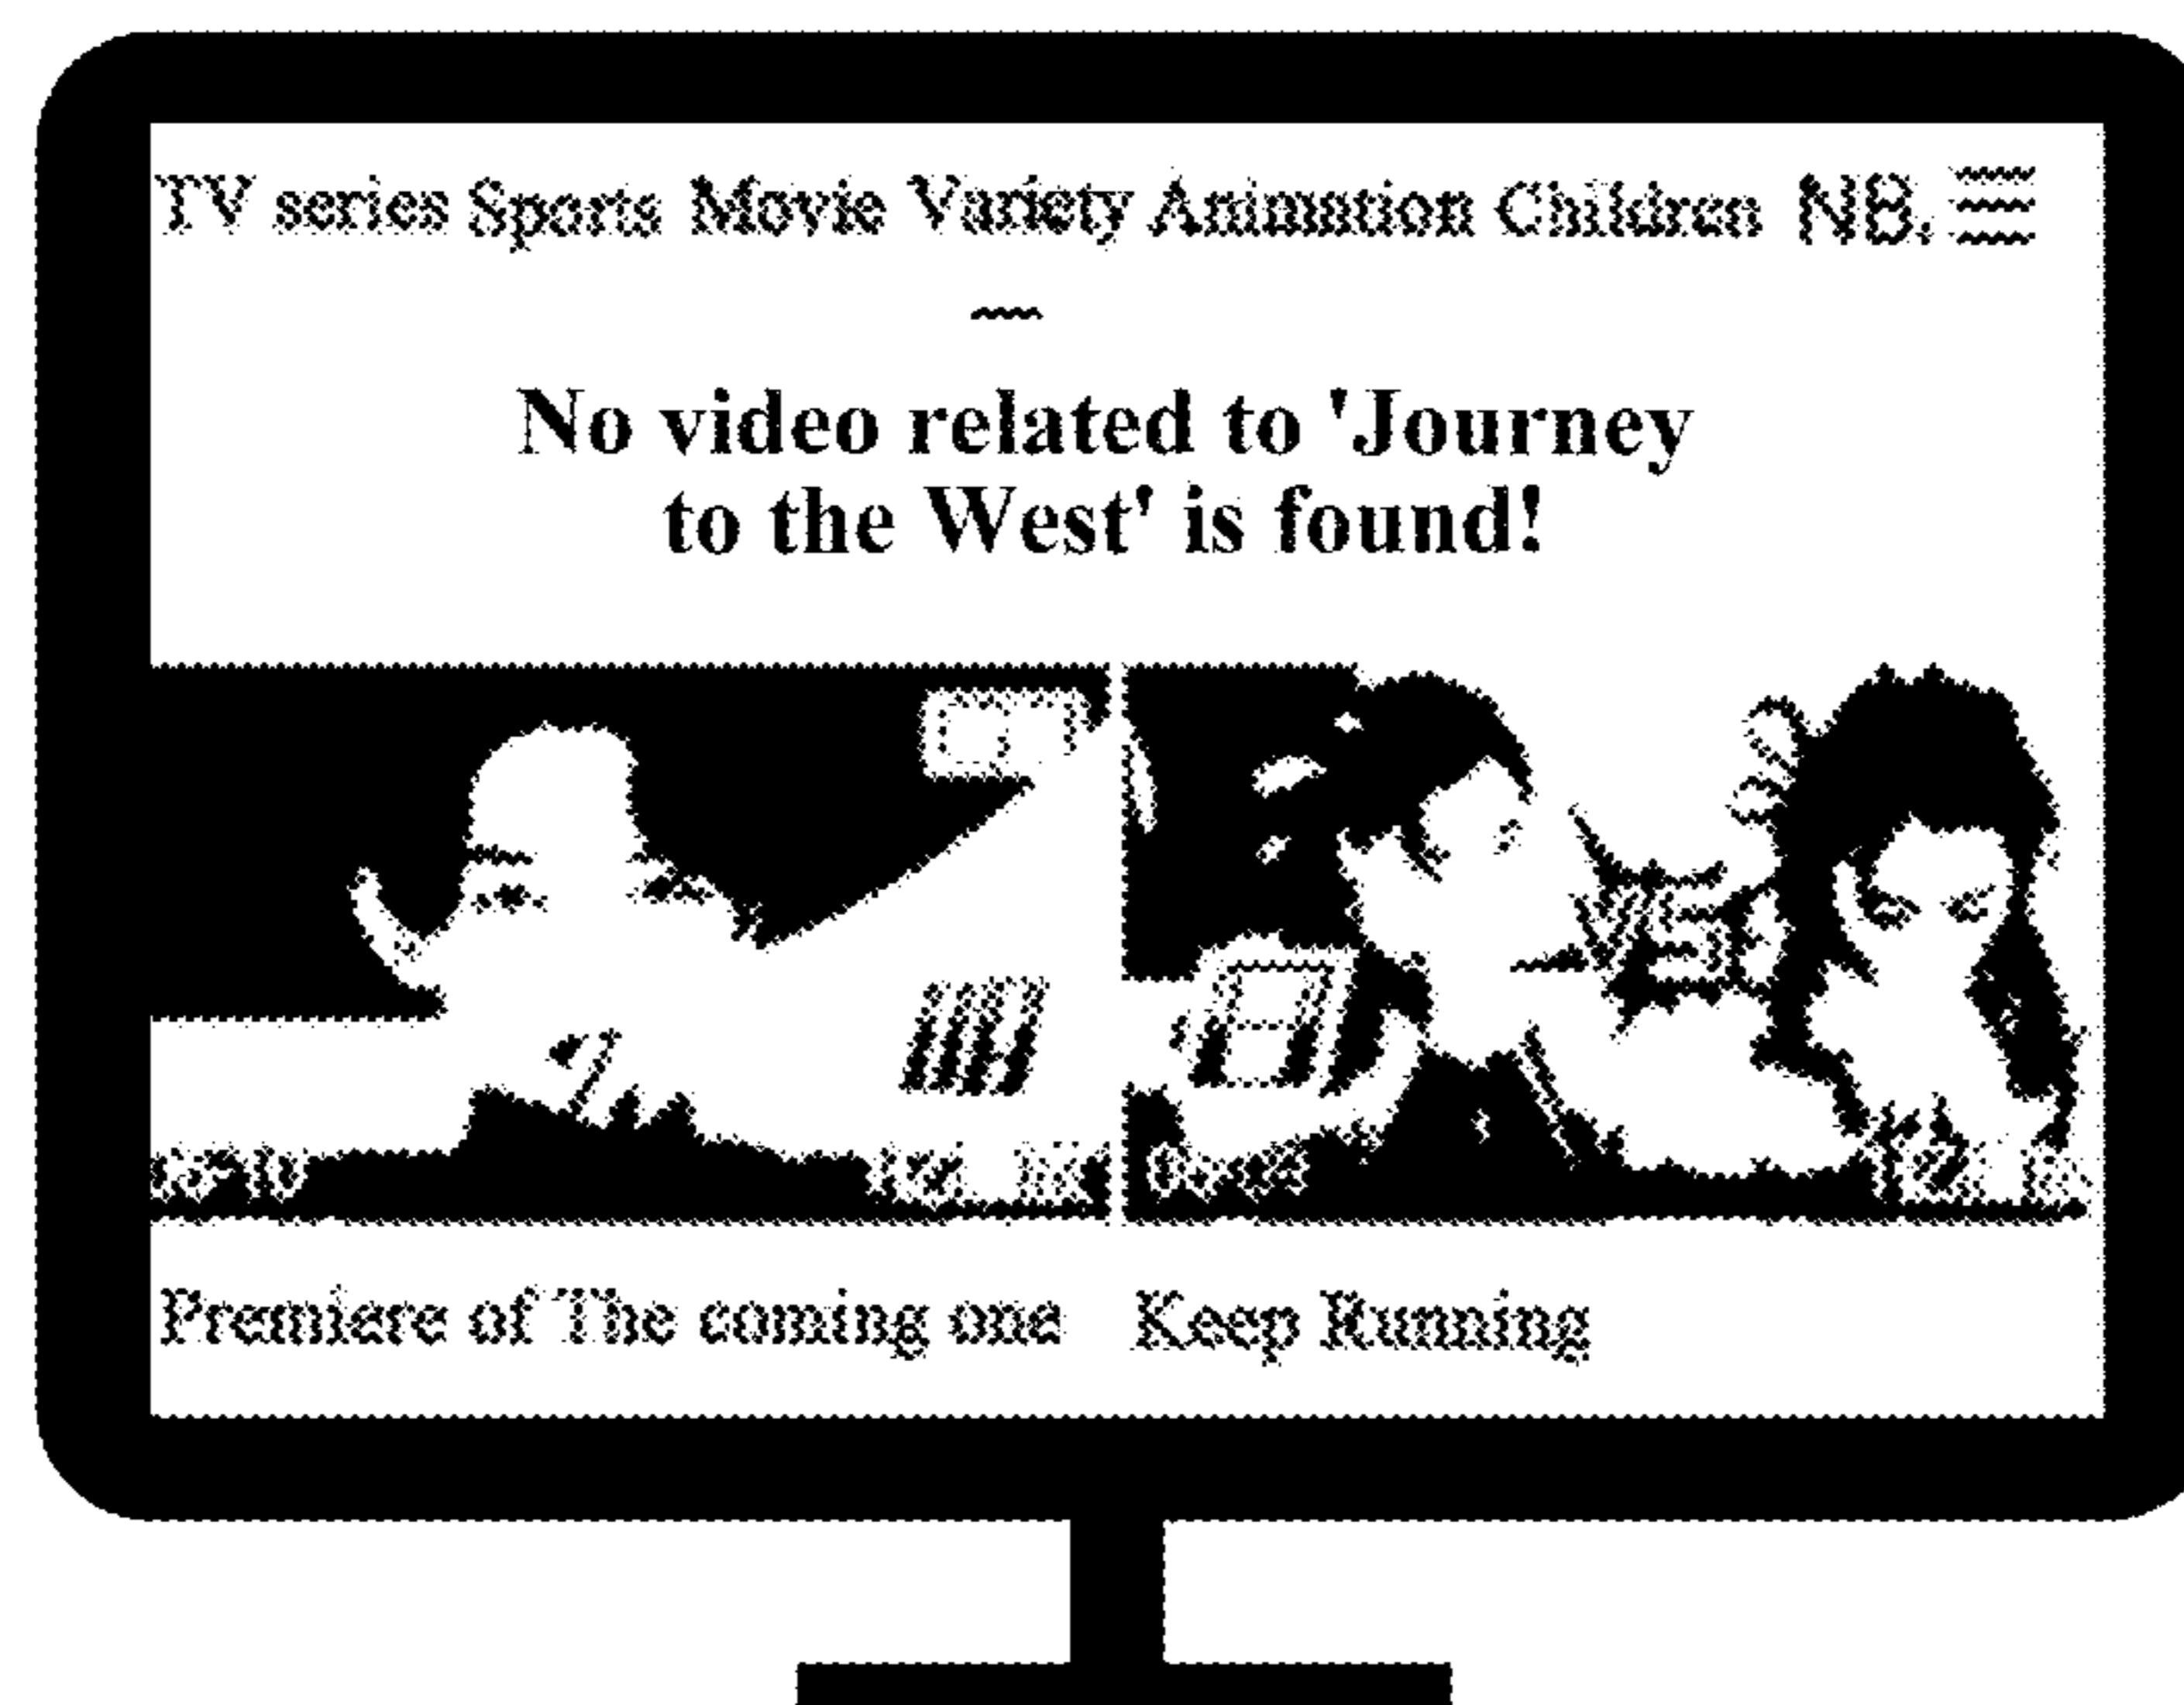 TV series Sports Movie Variety Animation Children NB.
No video related to 'Journey
to the West' is found!
Premiere of The coming one Keep Running